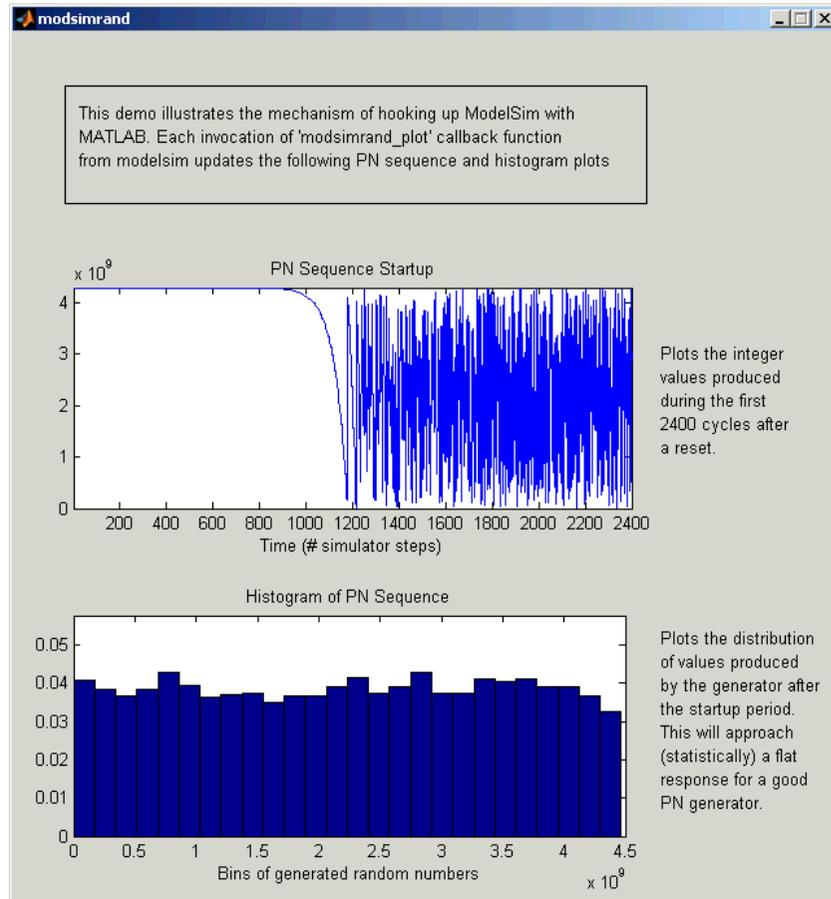 modsimrand
This demo illustrates the mechanism of hooking up ModelSim with
MATLAB. Each invocation of 'modsimrand_plot' callback function
from modelsim updates the following PN sequence and histogram plots
x 10^9
PN Sequence Startup
4
3
2
1
0
200 400 600 800 1000 1200 1400 1600 1800 2000 2200 2400
Time (# simulator steps)
Plots the integer
values produced
during the first
2400 cycles after
a reset.
Histogram of PN Sequence
0.05
0.04
0.03
0.02
0.01
0
0 0.5 1 1.5 2 2.5 3 3.5 4 4.5
Bins of generated random numbers
x 10^9
Plots the distribution
of values produced
by the generator after
the startup period.
This will approach
(statistically) a flat
response for a good
PN generator.